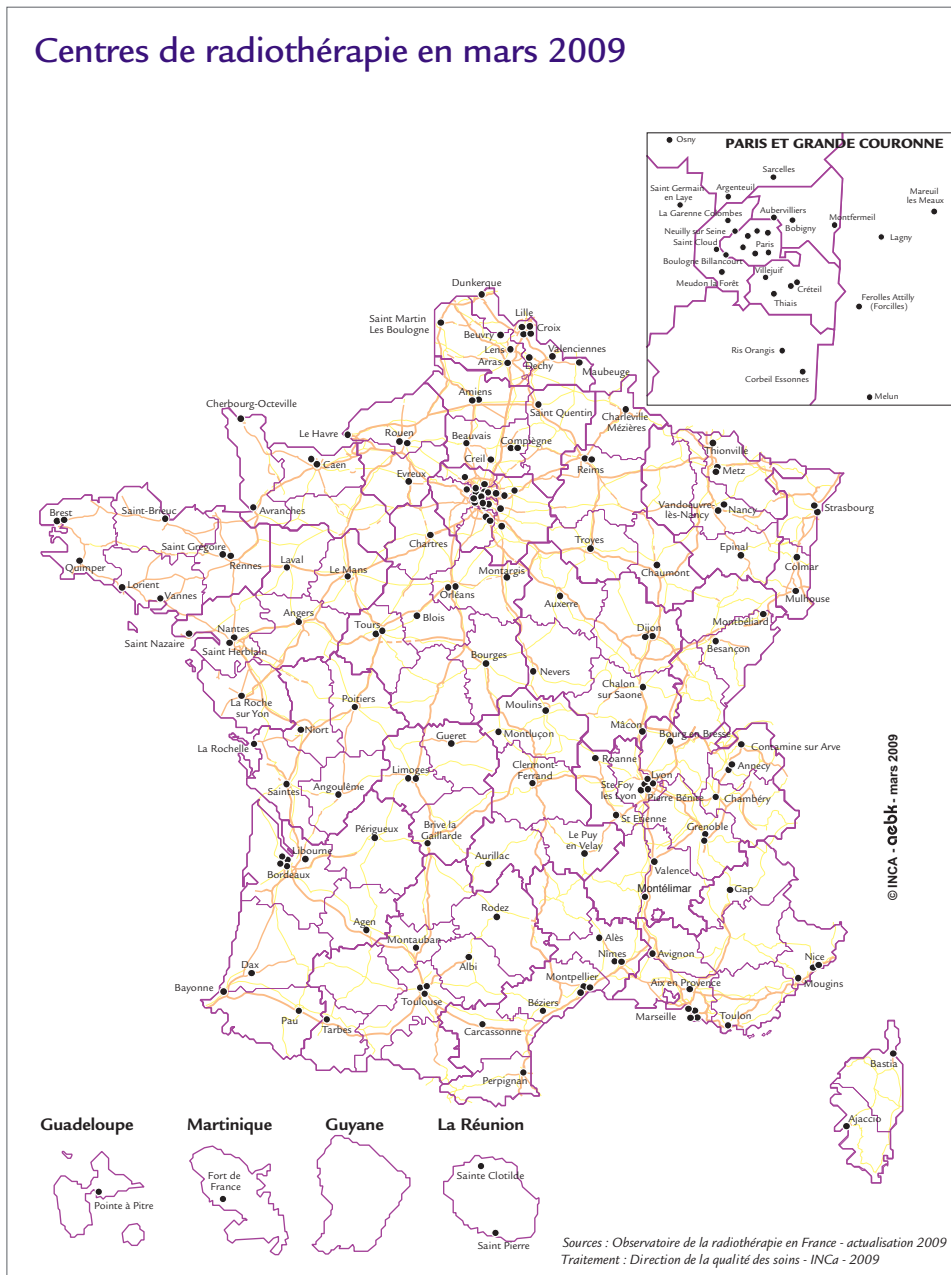 Centres de radiothérapie en mars 2009
PARIS ET GRANDE COURONNE
Osny
Sarcelles
Saint Germain
en Laye
Argenteuil
Mareuil
les Meaux
La Garenne Colombes
Aubervilliers
Montfermeil
Bobigny
Neuilly sur Seine
Lagny
Saint Cloud
Paris
Boulogne Billancourt
Villejuif
Meudon la Forêt
Créteil
Thiais
Ferolles Attilly
(Forcilles)
Ris Orangis
Corbeil Essonnes
Melun
Dunkerque
Saint Martin
Les Boulogne
Lille
Croix
Beuvry
Lens
Valenciennes
Arras
Dechy
Maubeuge
Amiens
Cherbourg-Octeville
Saint Quentin
Charleville
Mézières
Le Havre
Rouen
Beauvais
Compiègne
Thionville
Caen
Creil
Reims
Metz
Evreux
Vandoeuvre-
lès-Nancy
Nancy
Strasbourg
Brest
Saint-Brieuc
Avranches
Saint Grégoire
Chartres
Troyes
Epinal
Quimper
Rennes
Laval
Le Mans
Montargis
Chaumont
Colmar
Lorient
Vannes
Orléans
Auxerre
Mulhouse
Angers
Blois
Montbéliard
Saint Nazaire
Nantes
Saint Herblain
Tours
Dijon
Besançon
Bourges
Nevers
La Roche
sur Yon
Poitiers
Chalon
sur Saone
Moulins
Niort
Mâcon
La Rochelle
Gueret
Montluçon
Bourg en Bresse
Contamine sur Arve
Roanne
Annecy
Limoges
Clermont-
Ferrand
Lyon
Saintes
Angoulême
Ste Foy
les Lyon
Pierre Bénite
Chambéry
St Etienne
Périgueux
Brive la
Gaillarde
Le Puy
en Velay
Grenoble
Libourne
Bordeaux
Aurillac
Valence
Montélimar
Gap
Rodez
Agen
Montauban
Alès
Albi
Nîmes
Avignon
Nice
Dax
Montpellier
Aix en Provence
Mougins
Bayonne
Toulouse
Béziers
Marseille
Toulon
Pau
Tarbes
Carcassonne
Perpignan
Bastia
Ajaccio
© INCA - aebk - mars 2009
Guadeloupe
Martinique
Guyane
La Réunion
Pointe à Pitre
Fort de
France
Sainte Clotilde
Saint Pierre
Sources : Observatoire de la radiothérapie en France - actualisation 2009
Traitement : Direction de la qualité des soins - INCa - 2009